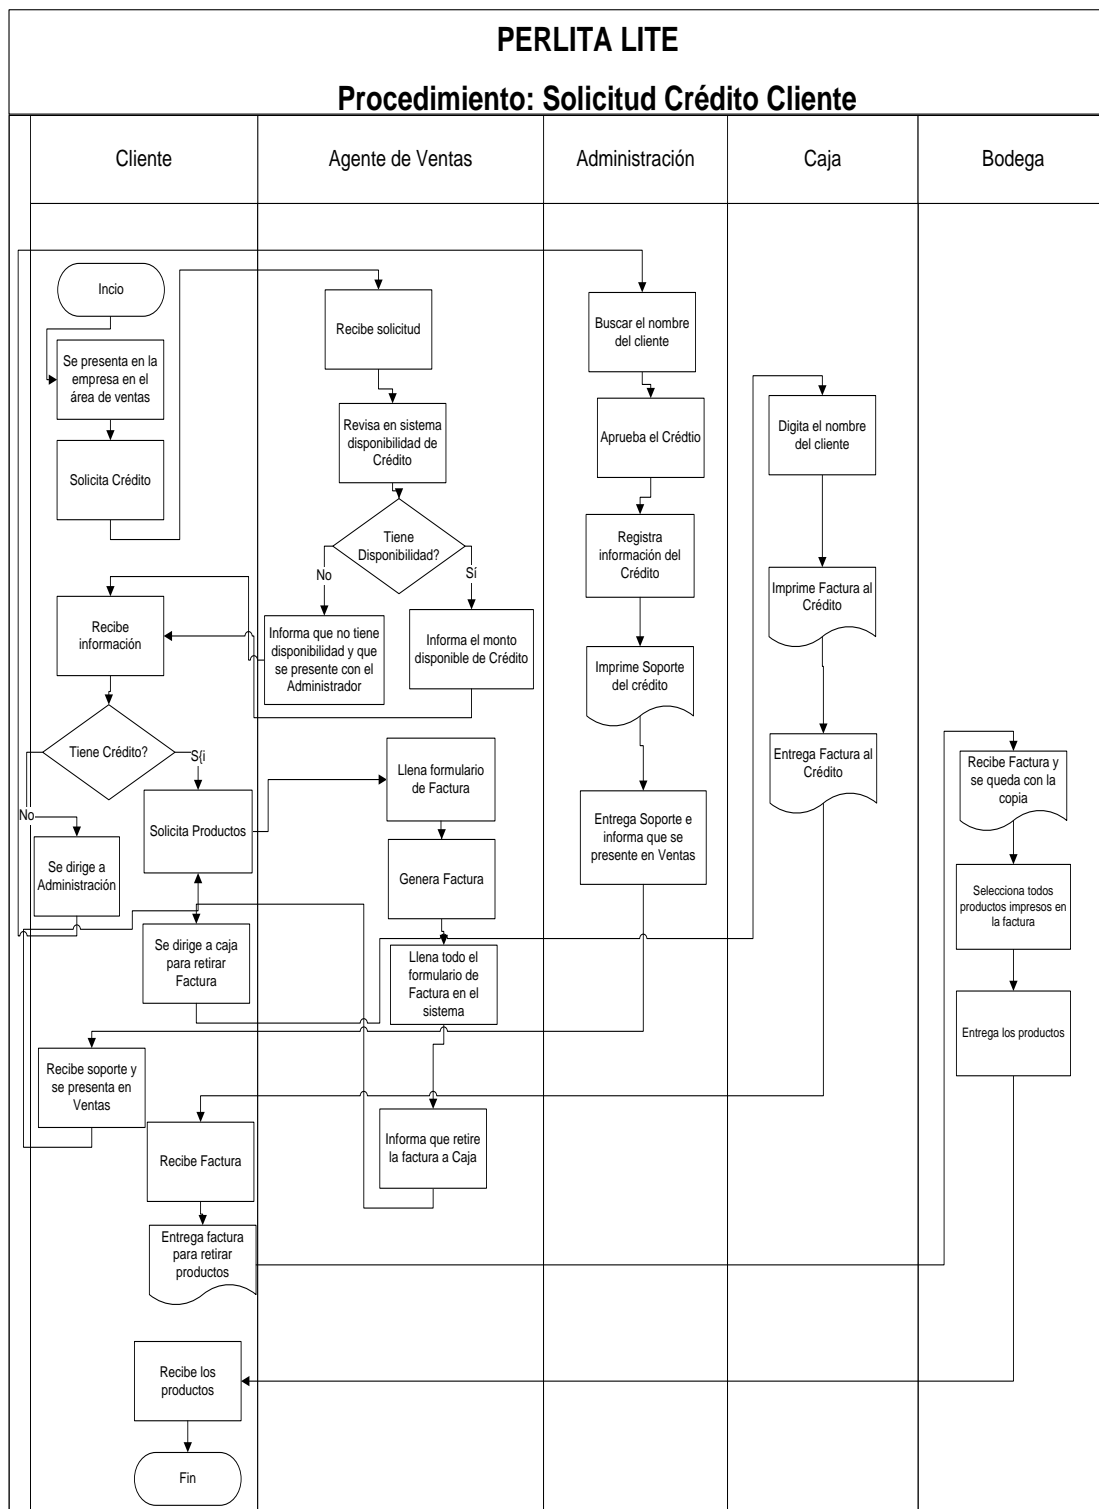 PERLITA LITE
Procedimiento: Solicitud Crédito Cliente
Cliente
Agente de Ventas
Administración
Caja
Bodega
Incio
Se presenta en la
empresa en el
área de ventas
Solicita Crédito
Recibe
información
Tiene Crédito?
S{i
No
Solicita Productos
Se dirige a
Administración
Se dirige a caja
para retirar
Factura
Recibe soporte y
se presenta en
Ventas
Recibe Factura
Entrega factura
para retirar
productos
Recibe los
productos
Fin
Recibe solicitud
Revisa en sistema
disponibilidad de
Crédito
Tiene
Disponibilidad?
No
Sí
Informa que no tiene
disponibilidad y que
se presente con el
Administrador
Informa el monto
disponible de Crédito
Llena formulario
de Factura
Genera Factura
Llena todo el
formulario de
Factura en el
sistema
Informa que retire
la factura a Caja
Buscar el nombre
del cliente
Aprueba el Crédtio
Registra
información del
Crédito
Imprime Soporte
del crédito
Entrega Soporte e
informa que se
presente en Ventas
Digita el nombre
del cliente
Imprime Factura al
Crédito
Entrega Factura al
Crédito
Recibe Factura y
se queda con la
copia
Selecciona todos
productos impresos en
la factura
Entrega los productos